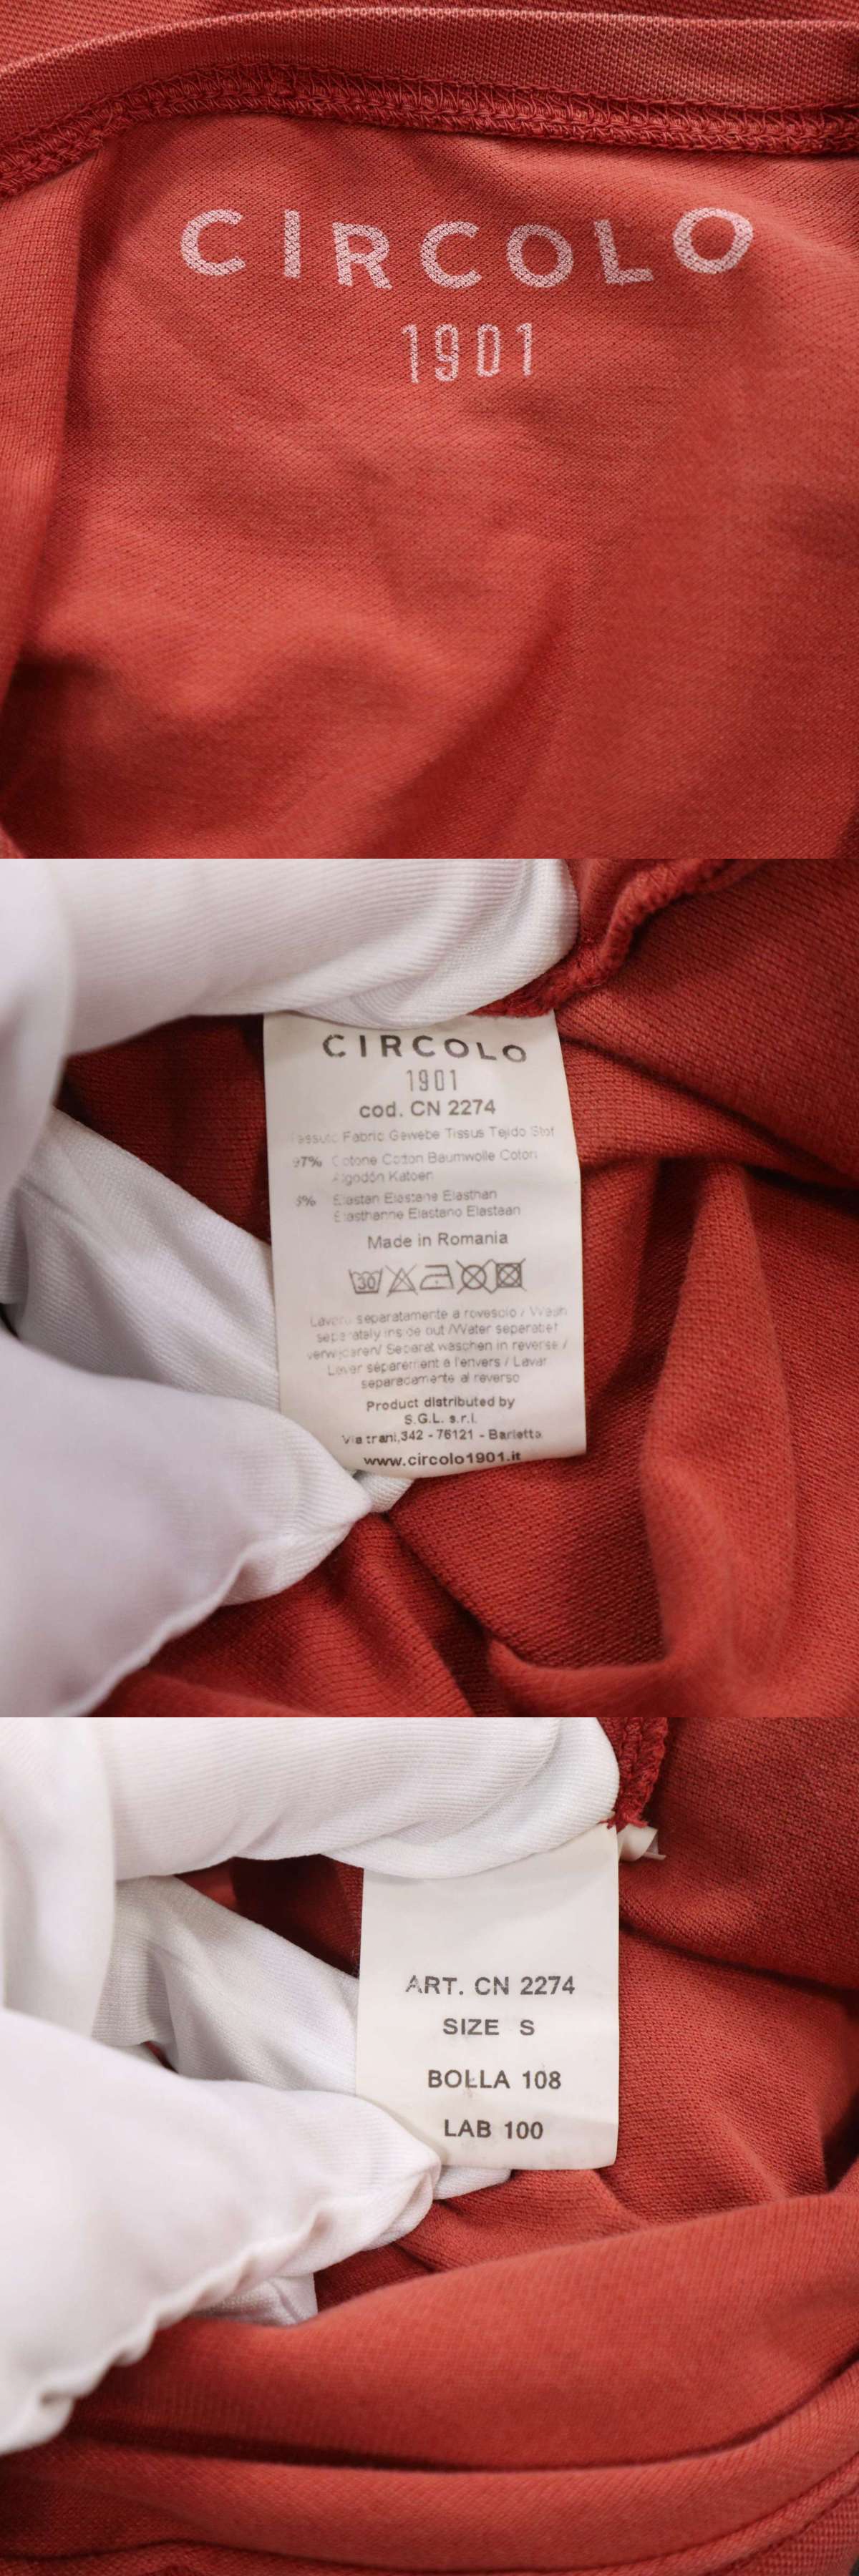 CIRCOLO
1901
CIRCOLO
1901
cod. CN 2274
Tessuto Fabric Gewebe Tissus Tejido Stof
97% Cotone Cotton Baumwolle Coton
Algodón Katoen
3% Elastan Elastane Elasthan
Elasthanne Elastano Elastaan
Made in Romania
30
Lavare separatamente a rovescio / Wash
separately inside out /Water separatief
verwijderen/ Separat waschen in reverse /
Laver séparement à l'envers / Lavar
separacamente al reverso
Product distributed by
S.G.L. s.r.l.
Via trani,342 - 76121 - Barletta
www.circolo1901.it
ART. CN 2274
SIZE S
BOLLA 108
LAB 100